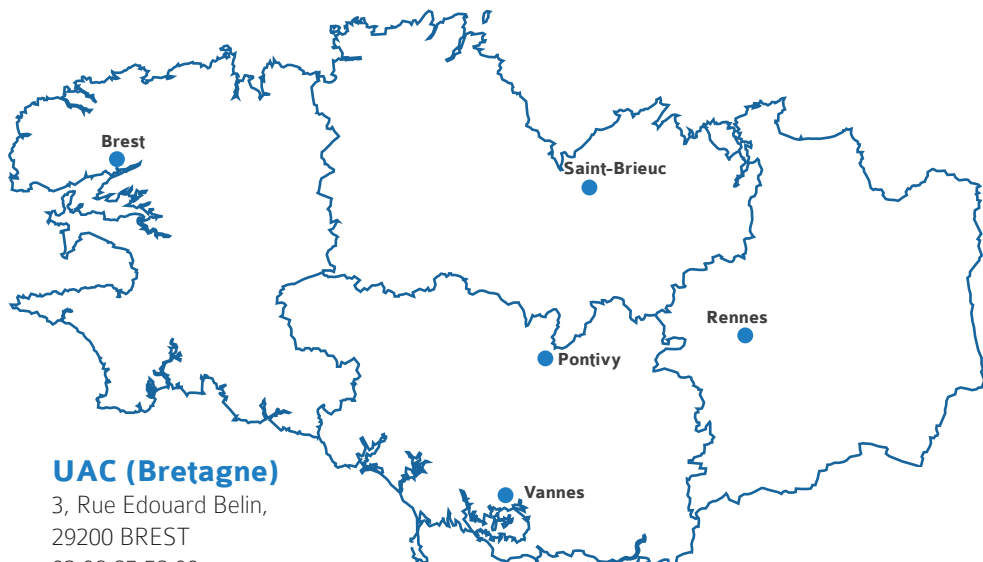 Brest
Saint-Brieuc
Rennes
Pontivy
Vannes
UAC (Bretagne)
3, Rue Edouard Belin,
29200 BREST